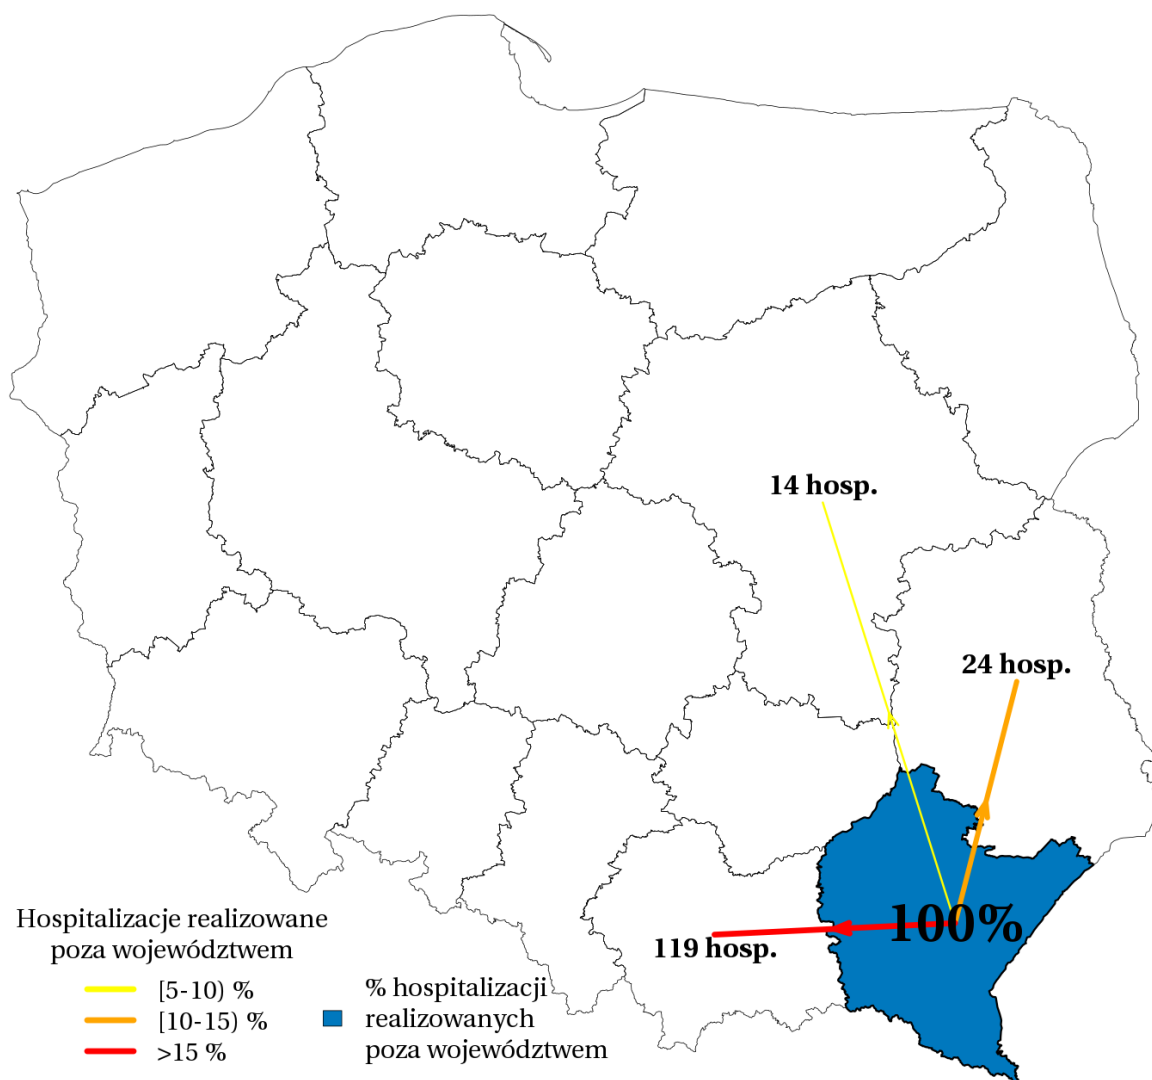 14 hosp.
24 hosp.
100%
119 hosp.
Hospitalizacje realizowane
poza województwem
[5-10) %
[10-15) %
>15 %
% hospitalizacji
realizowanych
poza województwem